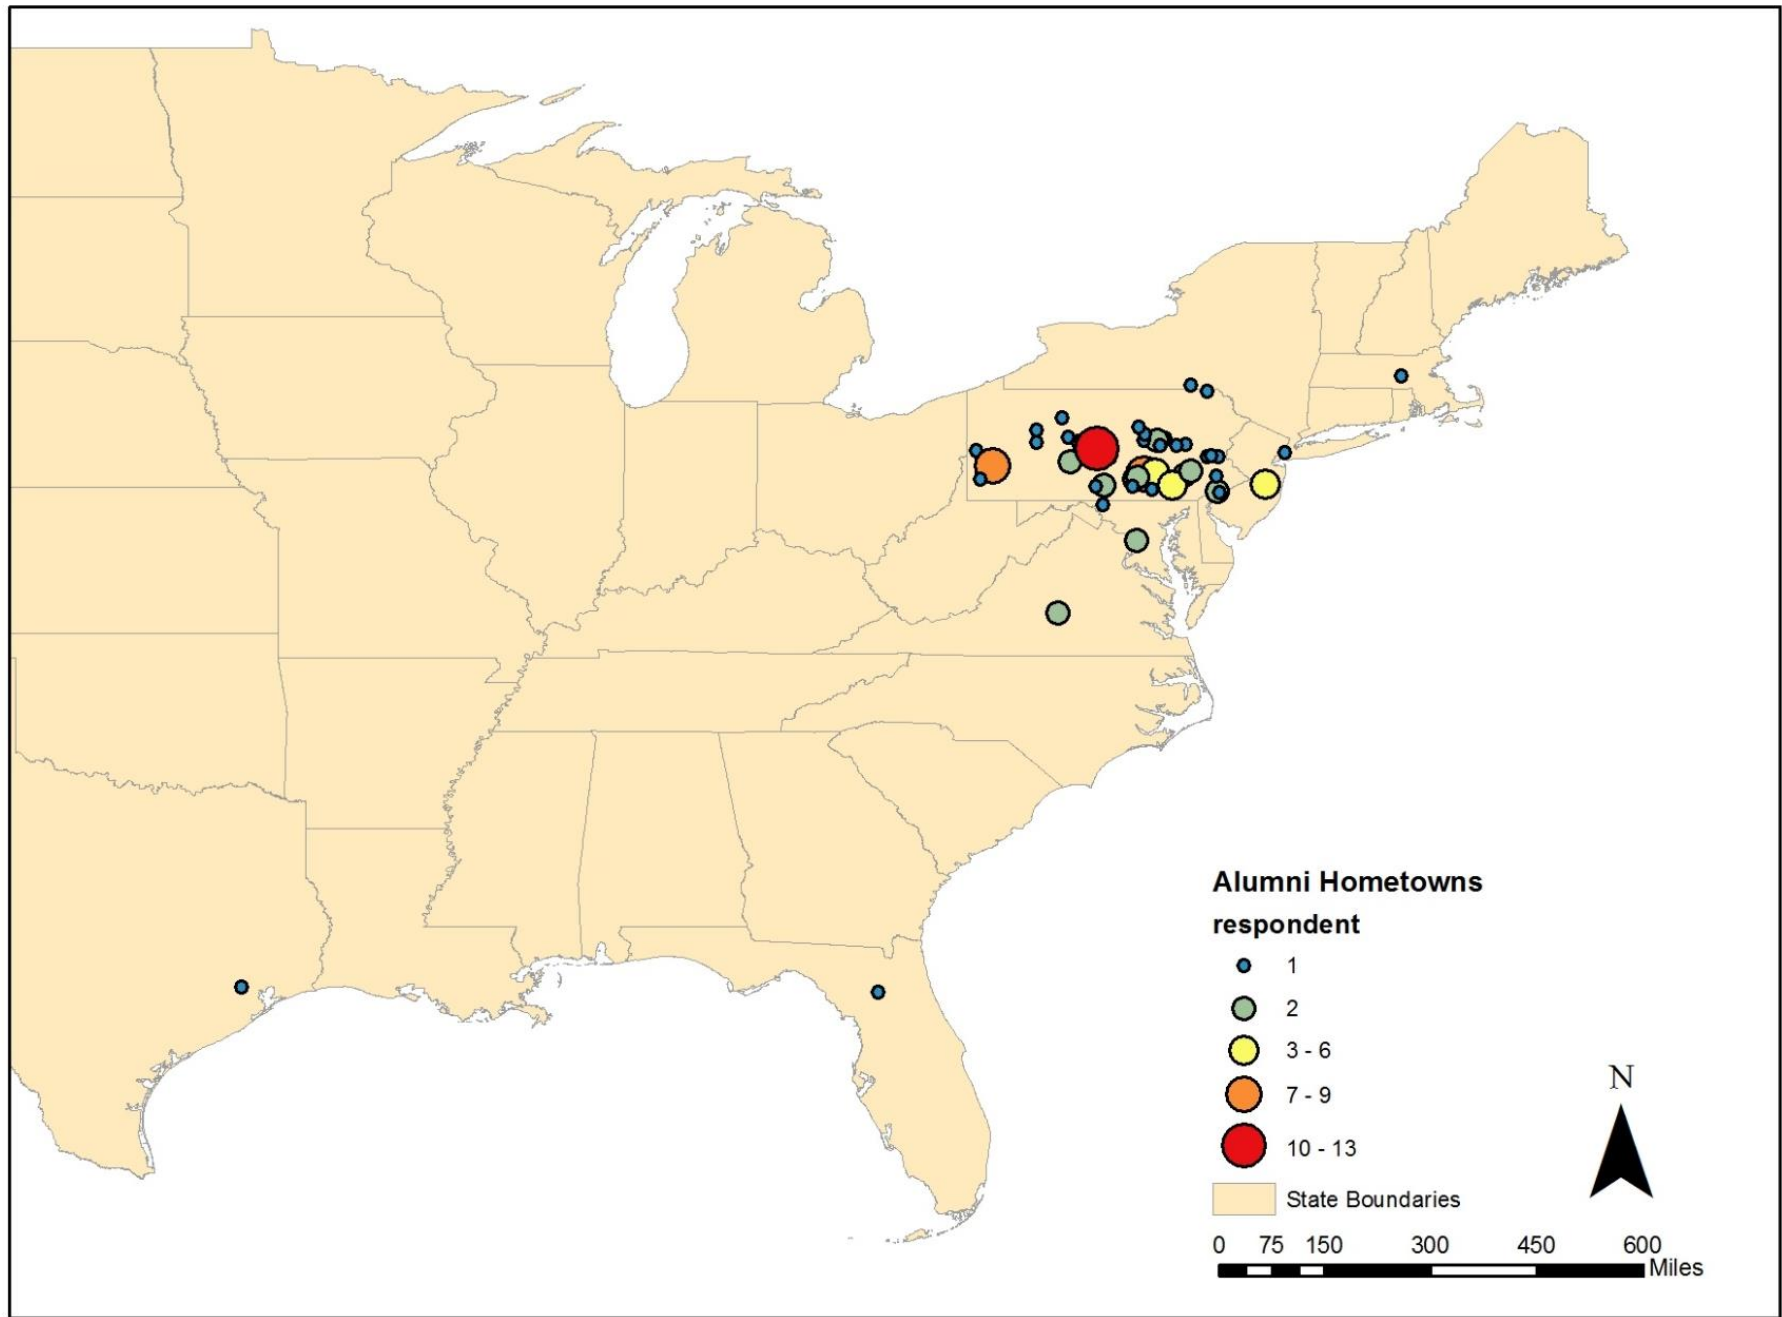 Alumni Hometowns
respondent
1
2
3 - 6
7 - 9
10 - 13
State Boundaries
N
0 75 150 300 450 600
Miles